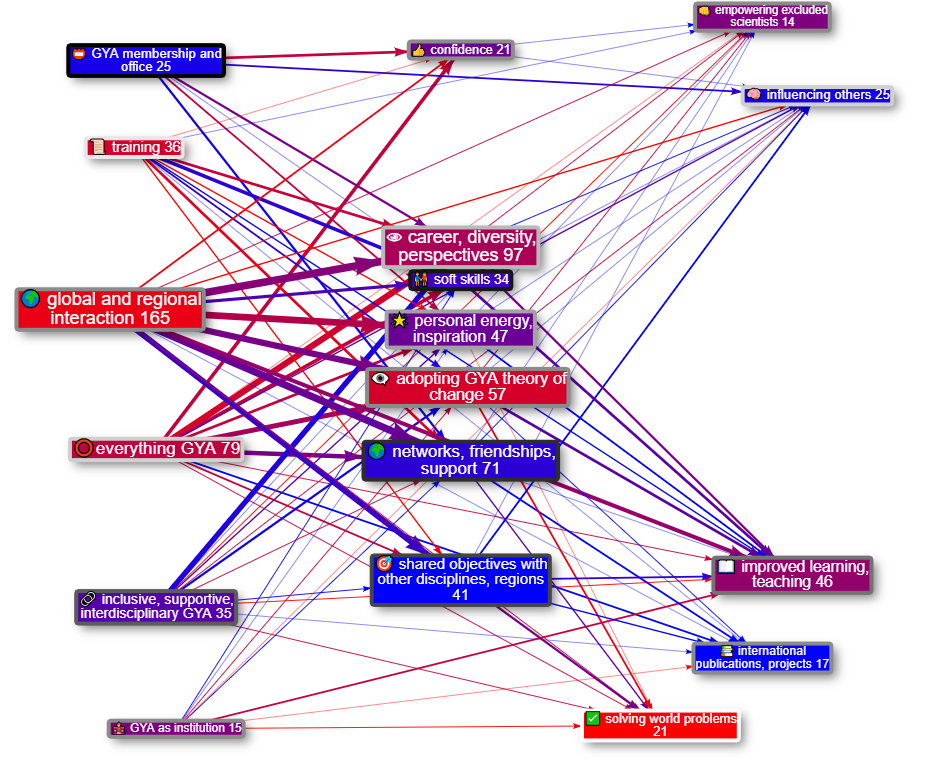 empowering excluded
scientists 14
GYA membership and
office 25
confidence 21
influencing others 25
training 36
career, diversity,
perspectives 97
soft skills 34
global and regional
interaction 165
personal energy,
inspiration 47
adopting GYA theory of
change 57
everything GYA 79
networks, friendships,
support 71
shared objectives with
other disciplines, regions
41
improved learning,
teaching 46
inclusive, supportive,
interdisciplinary GYA 35
international
publications, projects 17
GYA as institution 15
solving world problems
21